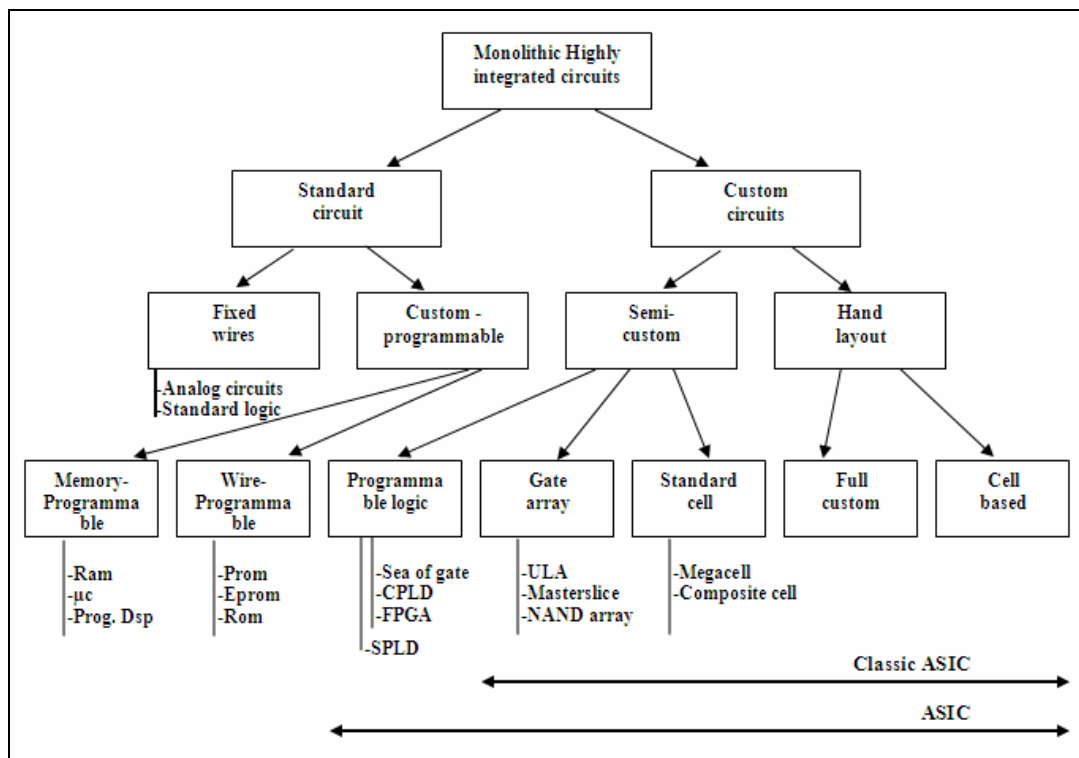 Monolithic Highly
integrated circuits
Standard
circuit
Custom
circuits
Fixed
wires
Custom -
programmable
Semi-
custom
Hand
layout
-Analog circuits
-Standard logic
Memory-
Programma
ble
Wire-
Programma
ble
Programma
ble logic
Gate
array
Standard
cell
Full
custom
Cell
based
-Ram
-µc
-Prog. Dsp
-Prom
-Eprom
-Rom
-Sea of gate
-CPLD
-FPGA
-SPLD
-ULA
-Masterslice
-NAND array
-Megacell
-Composite cell
Classic ASIC
ASIC